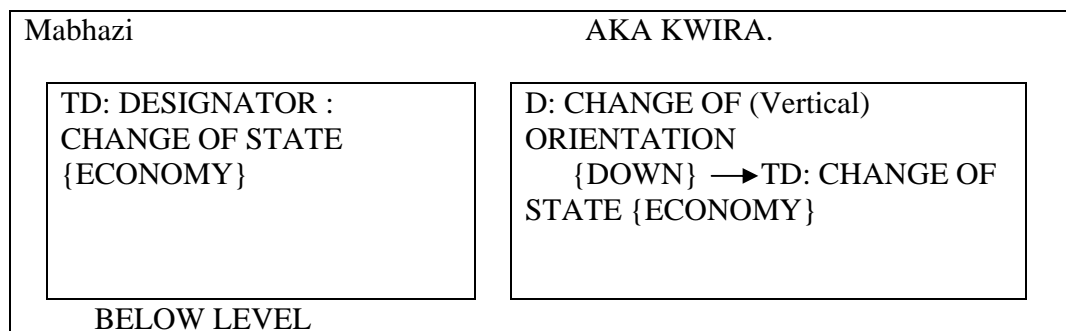 Mabhazi AKA KWIRA.
TD: DESIGNATOR :
CHANGE OF STATE
{ECONOMY}
D: CHANGE OF (Vertical)
ORIENTATION
{DOWN} → TD: CHANGE OF
STATE {ECONOMY}
BELOW LEVEL